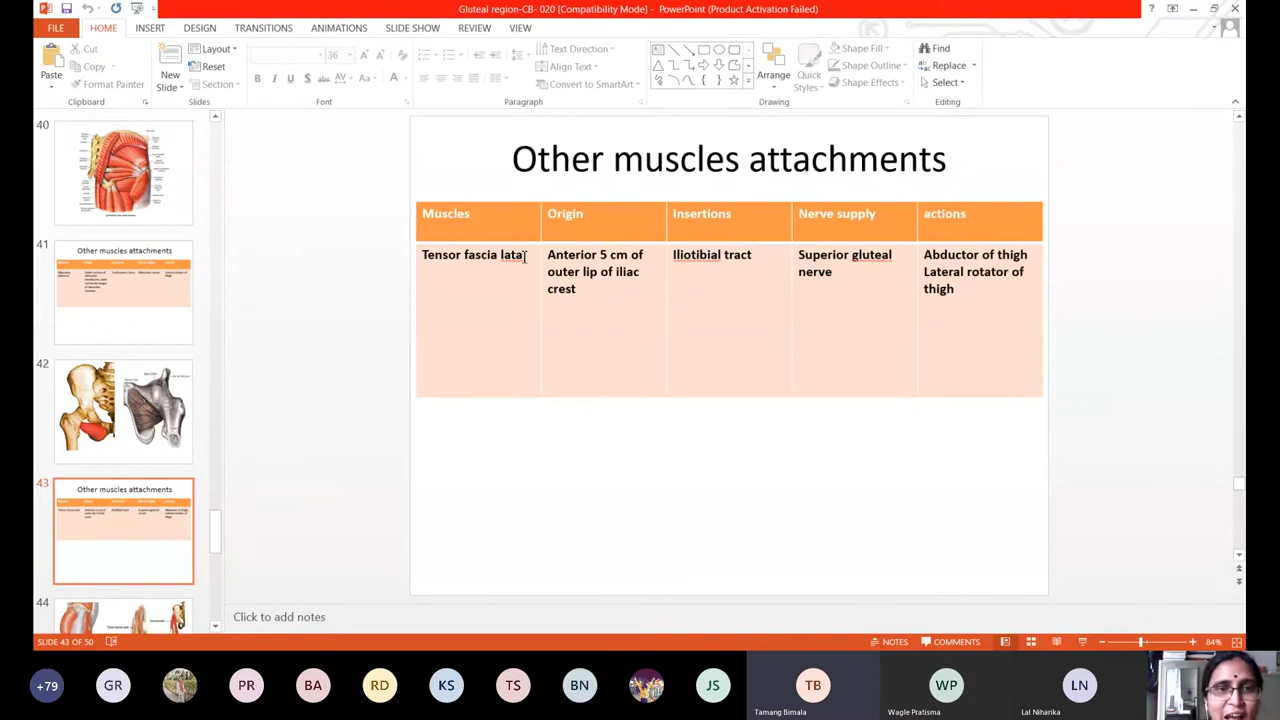 Gluteal region-CB- 020 [Compatibility Mode] - PowerPoint (Product Activation Failed)
FILE HOME INSERT DESIGN TRANSITIONS ANIMATIONS SLIDE SHOW REVIEW VIEW
Paste
Cut
Copy
Format Painter
Clipboard
New
Slide
Layout
Reset
Section
Slides
36
Font
Text Direction
Align Text
Convert to SmartArt
Paragraph
Arrange
Quick
Styles
Shape Fill
Shape Outline
Shape Effects
Drawing
Find
Replace
Select
Editing
40
41
Other muscles attachments
42
43
Other muscles attachments
44
Other muscles attachments
Muscles Origin Insertions Nerve supply actions
Tensor fascia lata
Anterior 5 cm of
outer lip of iliac
crest
Iliotibial tract
Superior gluteal
nerve
Abductor of thigh
Lateral rotator of
thigh
Click to add notes
SLIDE 43 OF 50
NOTES COMMENTS
84%
+79 GR PR BA RD KS TS BN JS TB WP LN
Tamang Bimala Wagle Pratisma Lal Niharika